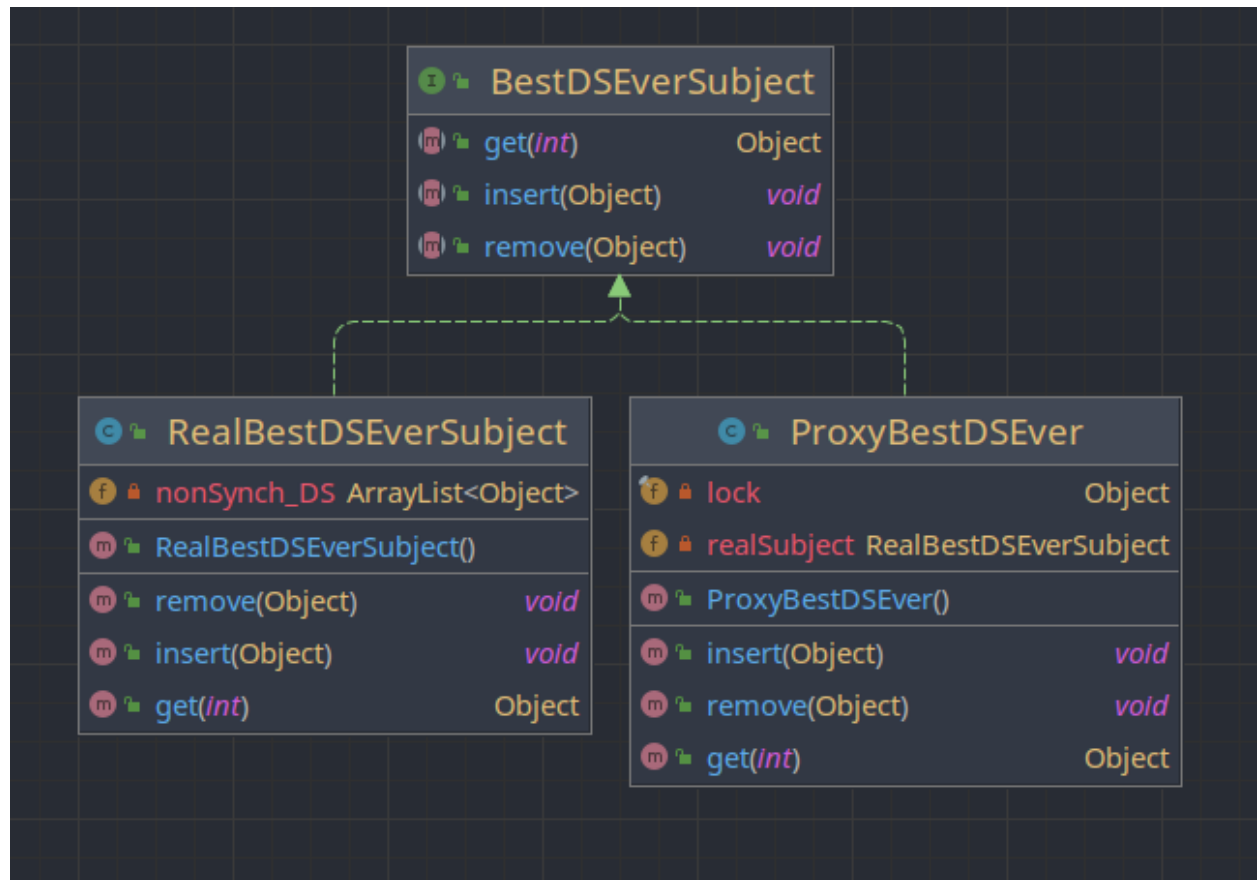 BestDSEverSubject
get(int) Object
insert(Object) void
remove(Object) void
RealBestDSEverSubject
nonSynch_DS ArrayList<Object>
RealBestDSEverSubject()
remove(Object) void
insert(Object) void
get(int) Object
ProxyBestDSEver
lock Object
realSubject RealBestDSEverSubject
ProxyBestDSEver()
insert(Object) void
remove(Object) void
get(int) Object